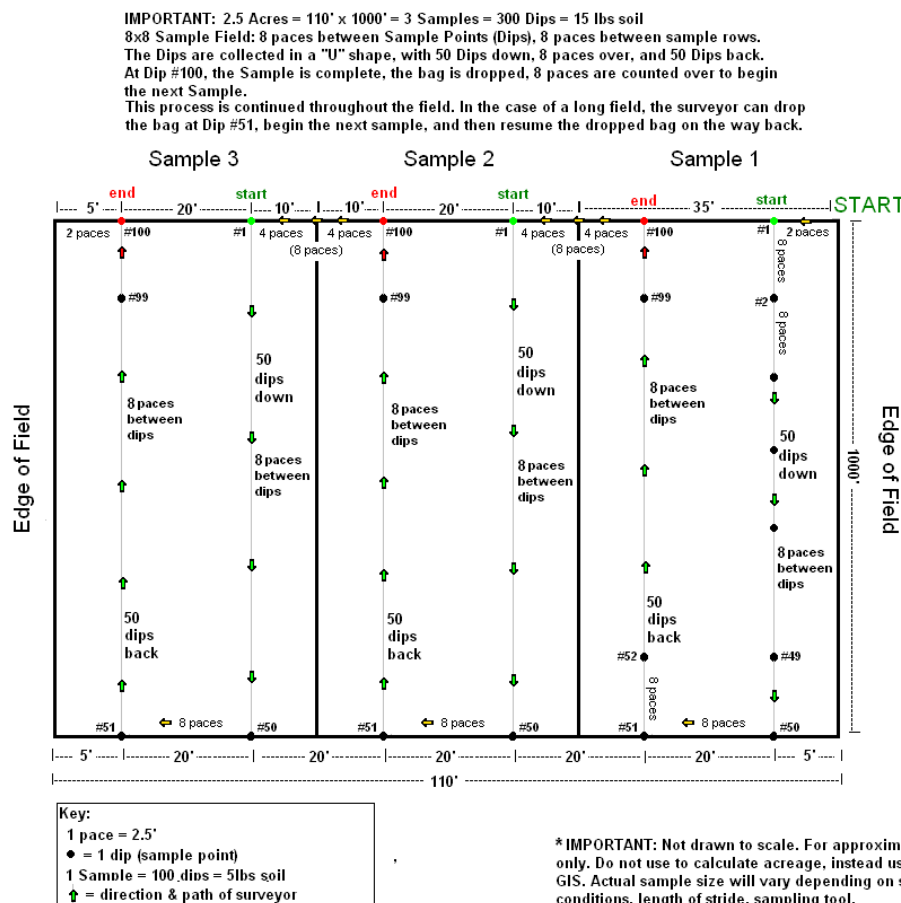 IMPORTANT: 2.5 Acres = 110' x 1000' = 3 Samples = 300 Dips = 15 lbs soil
8x8 Sample Field: 8 paces between Sample Points (Dips), 8 paces between sample rows.
The Dips are collected in a "U" shape, with 50 Dips down, 8 paces over, and 50 Dips back.
At Dip #100, the Sample is complete, the bag is dropped, 8 paces are counted over to begin
the next Sample.
This process is continued throughout the field. In the case of a long field, the surveyor can drop
the bag at Dip #51, begin the next sample, and then resume the dropped bag on the way back.
Sample 3 Sample 2 Sample 1
end start end start end start START
5' 20' 10' 10' 20' 10' 35'
2 paces #100 #1 4 paces 4 paces #100 #1 4 paces 4 paces #100 #1 2 paces
(8 paces) (8 paces)
8 paces
#99 #99 #99 #2
8 paces
50
dips
down
50
dips
down
8 paces
between
dips
8 paces
between
dips
8 paces
between
dips
50
dips
down
8 paces
between
dips
8 paces
between
dips
8 paces
between
dips
Edge of Field
Edge of Field
1000'
50
dips
back
50
dips
back
50
dips
back
#52 #49
8 paces
#51 8 paces #50 #51 8 paces #50 #51 8 paces #50
5' 20' 20' 20' 20' 20' 5'
110'
Key:
1 pace = 2.5'
= 1 dip (sample point)
1 Sample = 100 dips = 5lbs soil
= direction & path of surveyor
* IMPORTANT: Not drawn to scale. For approxim
only. Do not use to calculate acreage, instead us
GIS. Actual sample size will vary depending on s
conditions, length of stride, sampling tool.